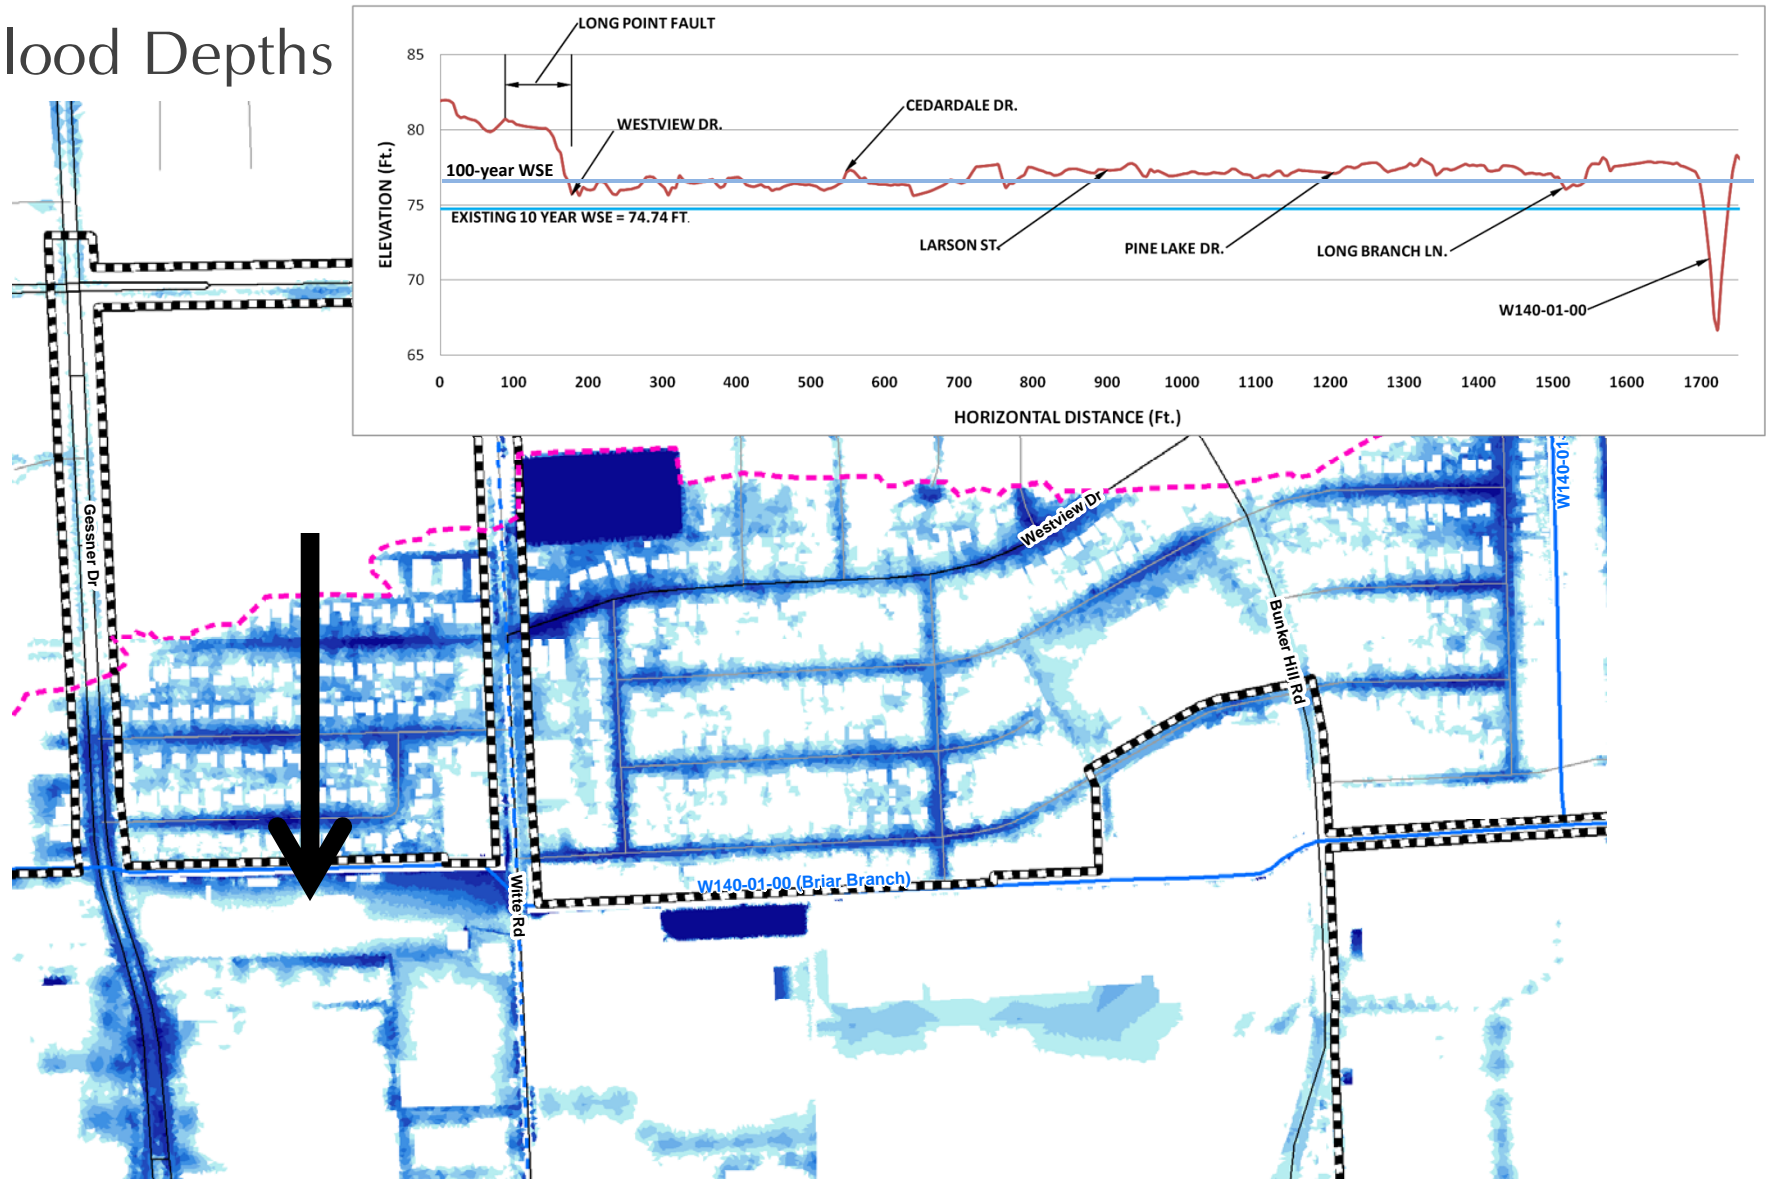 lood Depths
LONG POINT FAULT
WESTVIEW DR.
CEDARDALE DR.
100-year WSE
EXISTING 10 YEAR WSE = 74.74 FT.
LARSON ST.
PINE LAKE DR.
LONG BRANCH LN.
W140-01-00
ELEVATION (Ft.)
85
80
75
70
65
0 100 200 300 400 500 600 700 800 900 1000 1100 1200 1300 1400 1500 1600 1700
HORIZONTAL DISTANCE (Ft.)
Gessner Dr
Westview Dr
Bunker Hill Rd
W140-01-
W140-01-00 (Briar Branch)
Witte Rd